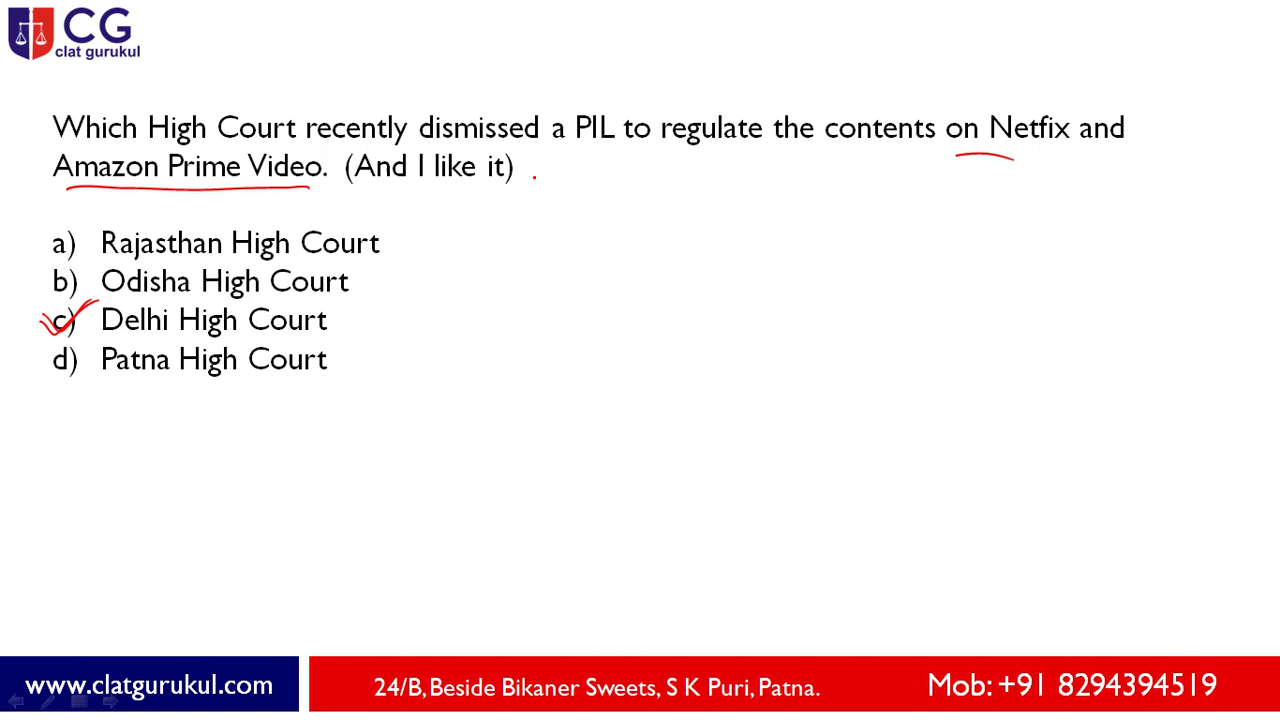 CG
clat gurukul
Which High Court recently dismissed a PIL to regulate the contents on Netfix and
Amazon Prime Video. (And I like it)
a) Rajasthan High Court
b) Odisha High Court
c) Delhi High Court
d) Patna High Court
www.clatgurukul.com
24/B, Beside Bikaner Sweets, S K Puri, Patna.
Mob: +91 8294394519